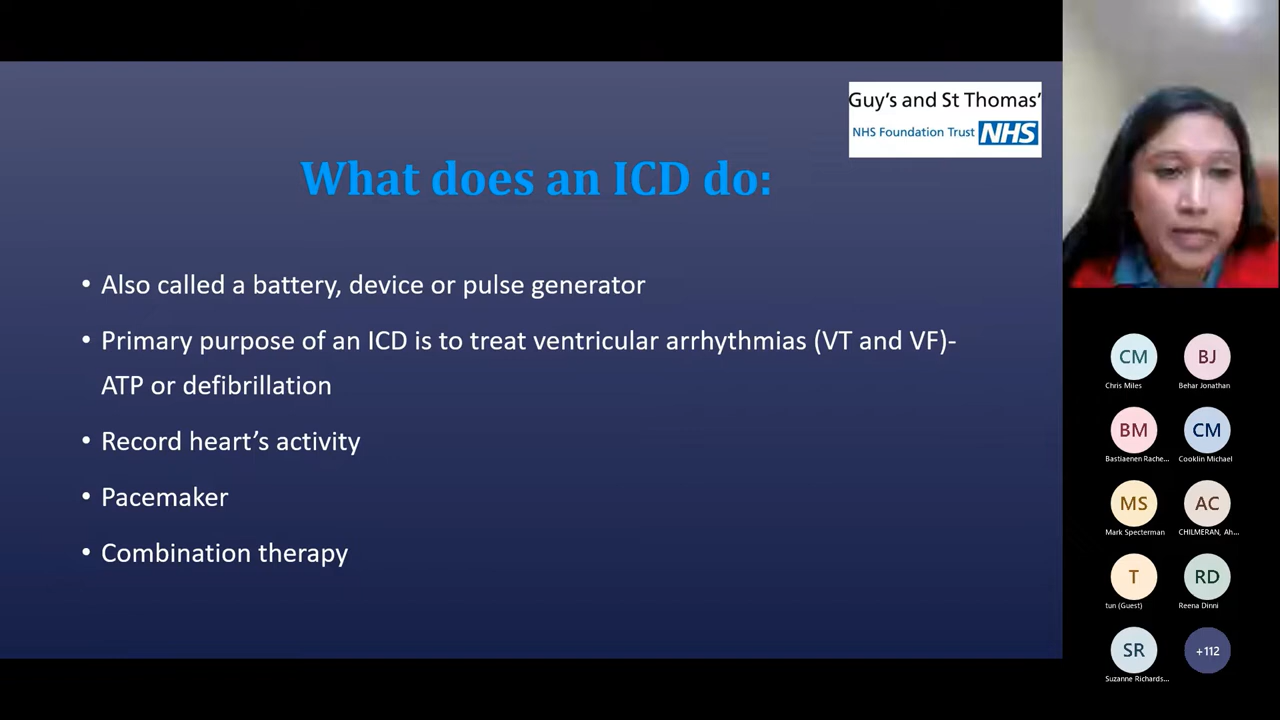 Guy's and St Thomas'
NHS Foundation Trust NHS
What does an ICD do:
• Also called a battery, device or pulse generator
• Primary purpose of an ICD is to treat ventricular arrhythmias (VT and VF)-
ATP or defibrillation
• Record heart’s activity
• Pacemaker
• Combination therapy
CM BJ
Chris Miles Behar Jonathan
BM CM
Bastiaenen Rache... Cooklin Michael
MS AC
Mark Specterman CHILMERAN, Ah...
T RD
tun (Guest) Reena Dinni
SR +112
Suzanne Richards...